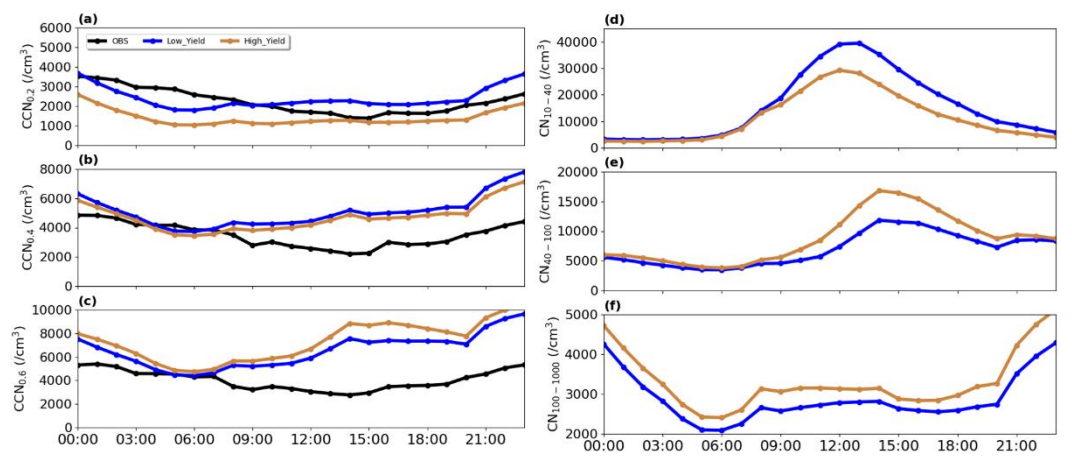 (a)
6000
5000
4000
3000
2000
1000
0
CCN0.2 (/cm³)
OBS Low_Yield High_Yield
(b)
8000
6000
4000
2000
0
CCN0.4 (/cm³)
(c)
10000
8000
6000
4000
2000
0
CCN0.6 (/cm³)
00:00 03:00 06:00 09:00 12:00 15:00 18:00 21:00
(d)
40000
30000
20000
10000
0
CN10−40 (/cm³)
(e)
20000
15000
10000
5000
0
CN40−100 (/cm³)
(f)
5000
4000
3000
2000
CN100−1000 (/cm³)
00:00 03:00 06:00 09:00 12:00 15:00 18:00 21:00